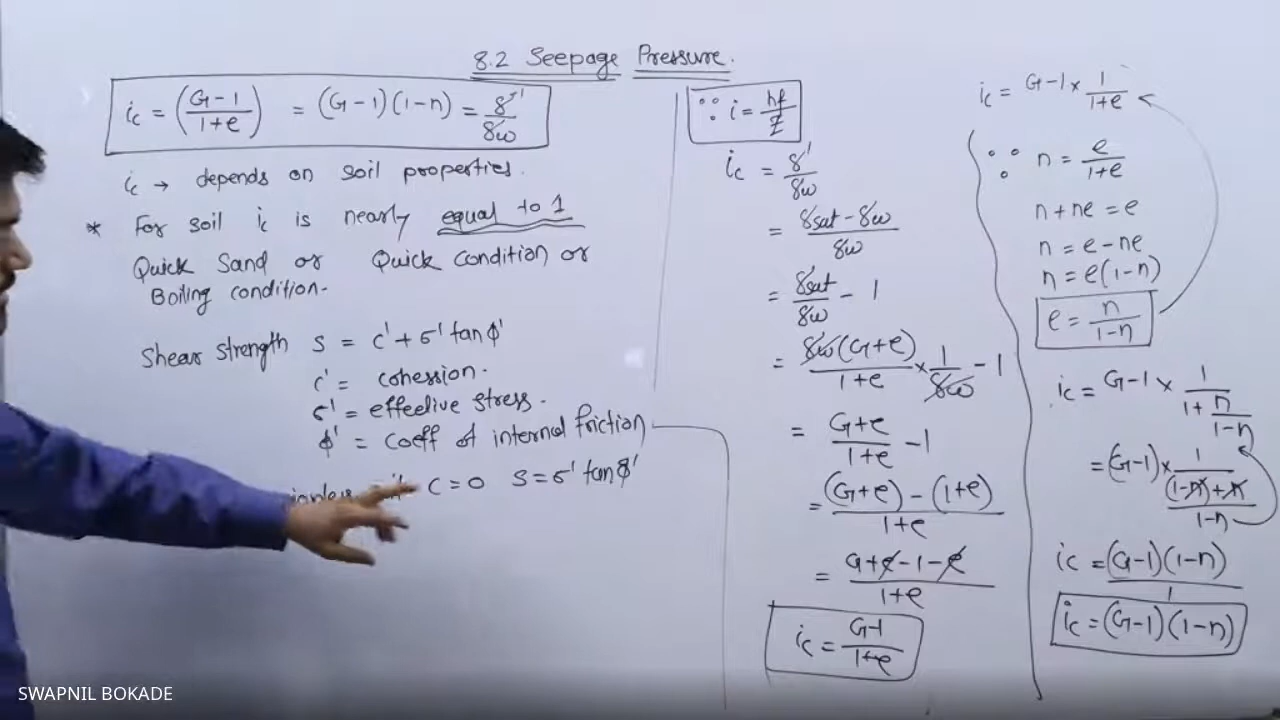 8.2 Seepage Pressure.
ic = (G-1/1+e) = (G-1)(1-n) = γ'/γw
ic → depends on soil properties.
* For soil ic is nearly equal to 1
Quick Sand or Quick Condition or
Boiling condition.
Shear strength S = c' + σ' tan φ'
c' = cohession.
σ' = effective stress.
φ' = coeff of internal friction
c = 0 S = σ' tan φ'
∵ i = hf/z
ic = γ'/γw
= γsat - γw/γw
= γsat/γw - 1
= γw(G+e)/1+e × 1/γw - 1
= G+e/1+e - 1
= (G+e) - (1+e)/1+e
= G+e-1-e/1+e
ic = G-1/1+e
ic = G-1 × 1/1+e
∵ n = e/1+e
n + ne = e
n = e - ne
n = e(1-n)
e = n/1-n
ic = G-1 × 1/1+n/1-n
= (G-1) × 1/(1-n)+n/1-n
ic = (G-1)(1-n)/1
ic = (G-1)(1-n)
SWAPNIL BOKADE